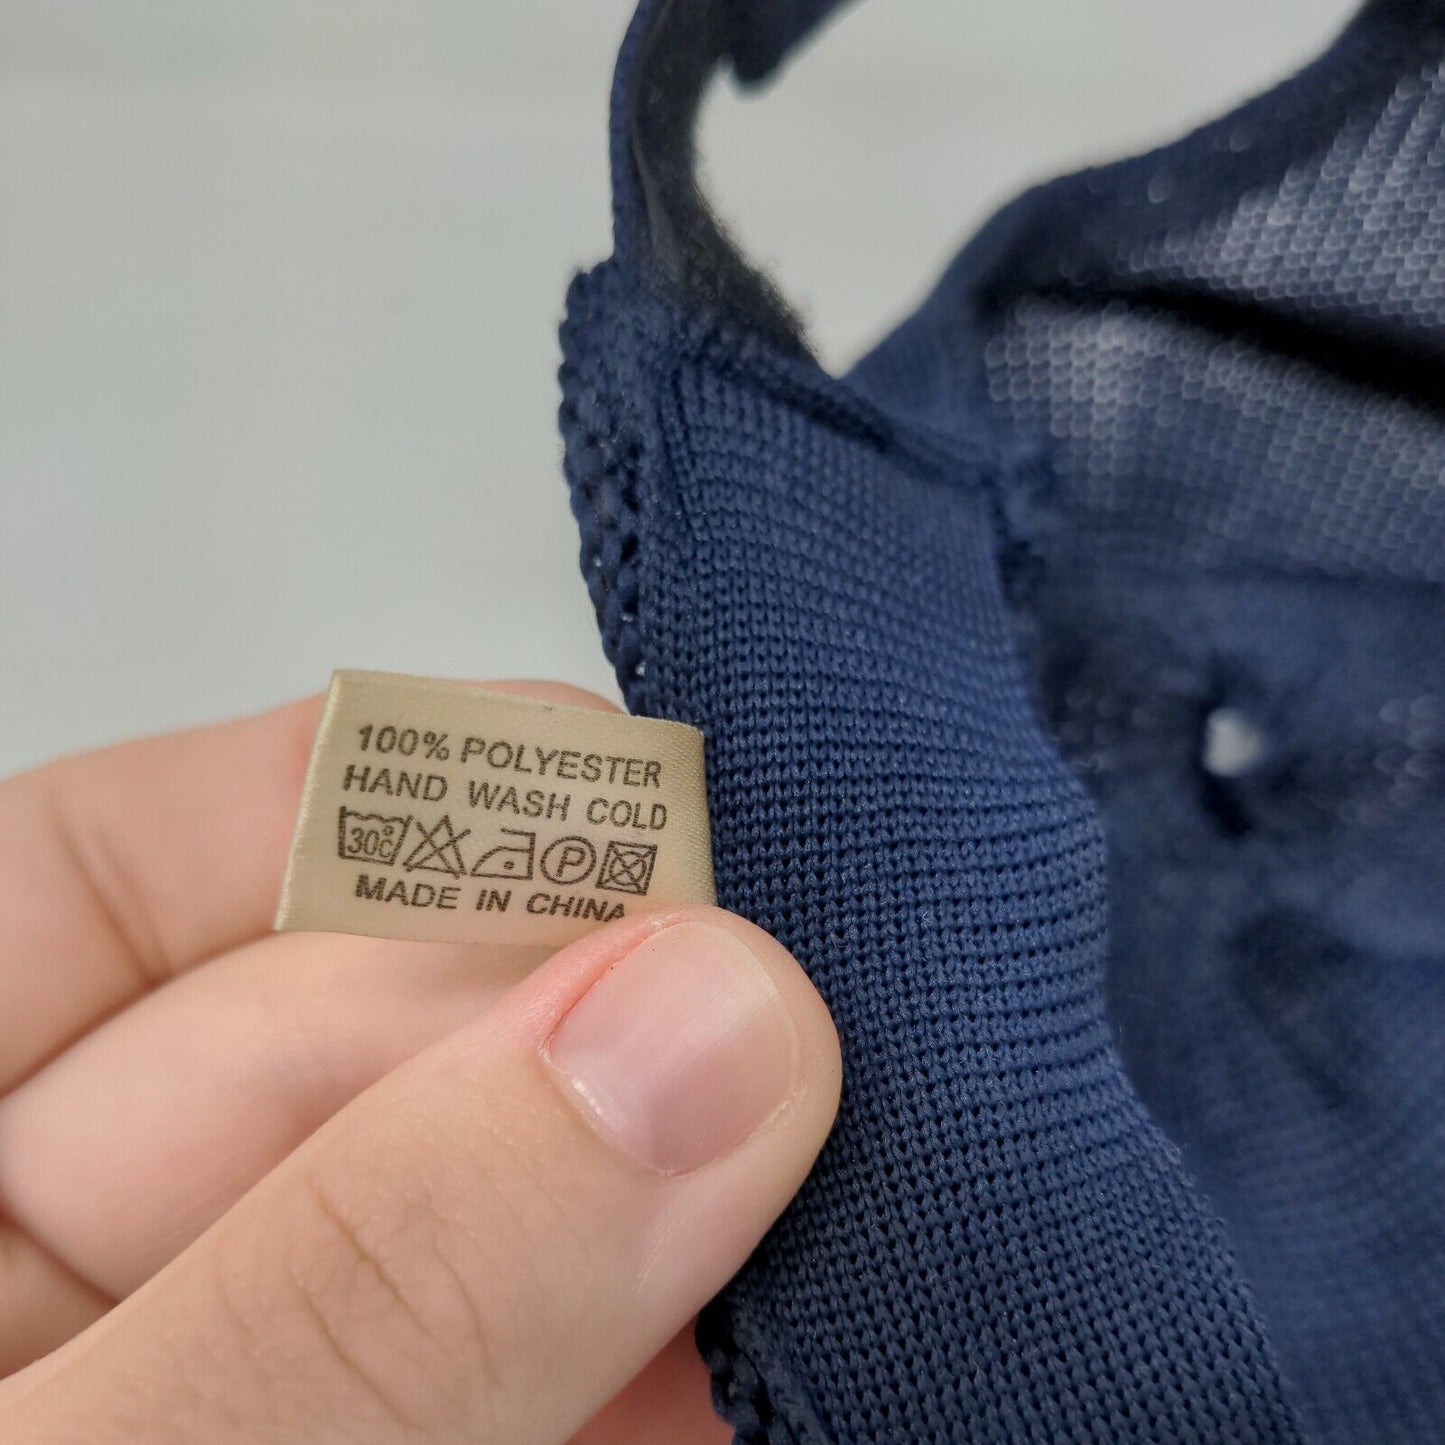 100% POLYESTER
HAND WASH COLD
30°C P
MADE IN CHINA